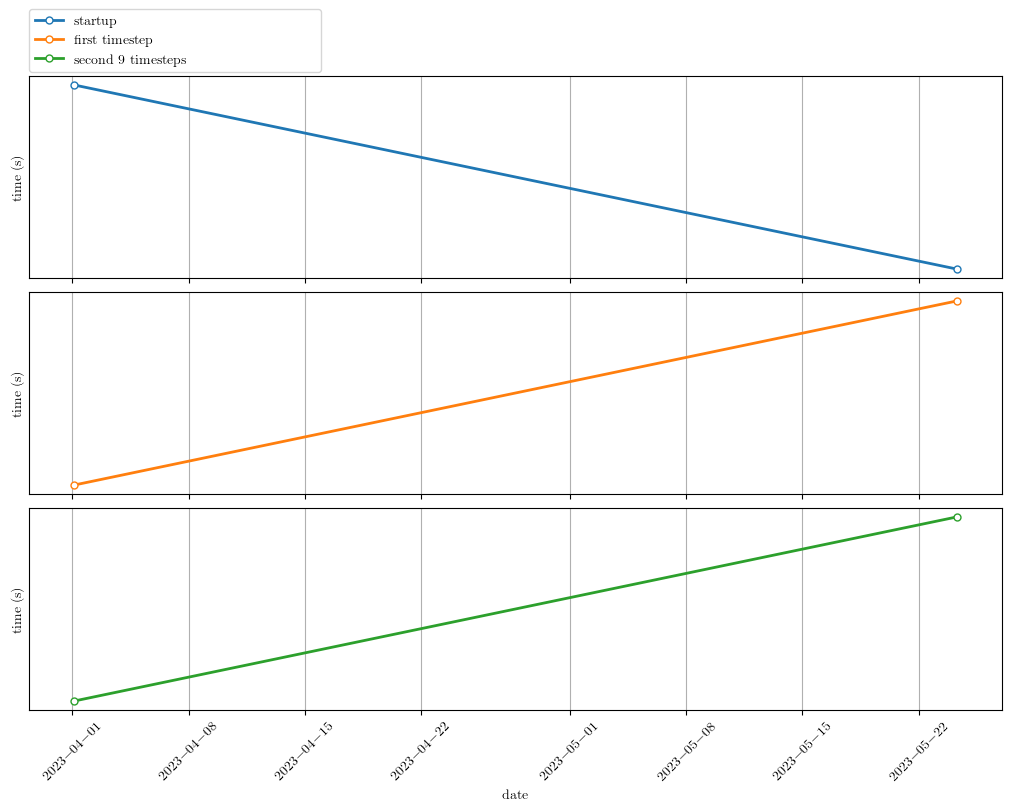 startup
first timestep
second 9 timesteps
time (s)
time (s)
time (s)
2023−04−01
2023−04−08
2023−04−15
2023−04−22
2023−05−01
2023−05−08
2023−05−15
2023−05−22
date